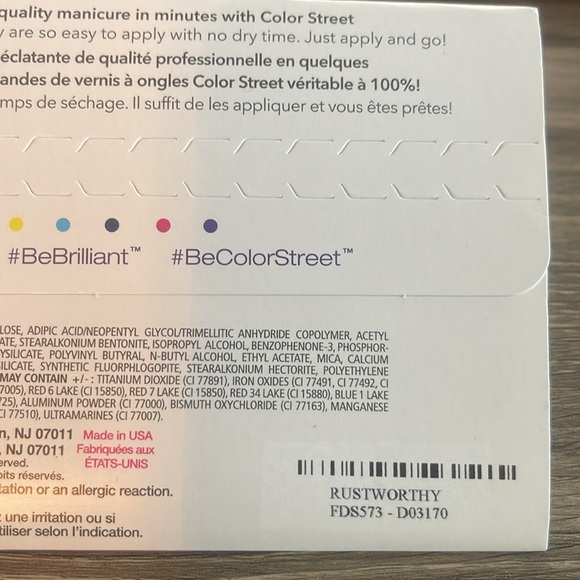 quality manicure in minutes with Color Street
are so easy to apply with no dry time. Just apply and go!
éclatante de qualité professionnelle en quelques
andes de vernis à ongles Color Street véritable à 100%!
mps de séchage. Il suffit de les appliquer et vous êtes prêtes!
#BeBrilliant™ #BeColorStreet™
LOSE, ADIPIC ACID/NEOPENTYL GLYCOL/TRIMELLITIC ANHYDRIDE COPOLYMER, ACETYL
ATE, STEARALKONIUM BENTONITE, ISOPROPYL ALCOHOL, BENZOPHENONE-3, PHOSPHOR-
YSILICATE, POLYVINYL BUTYRAL, N-BUTYL ALCOHOL, ETHYL ACETATE, MICA, CALCIUM
ILICATE, SYNTHETIC FLUORPHLOGOPITE, STEARALKONIUM HECTORITE, POLYETHYLENE
MAY CONTAIN +/- : TITANIUM DIOXIDE (CI 77891), IRON OXIDES (CI 77491, CI 77492, CI
7005), RED 6 LAKE (CI 15850), RED 7 LAKE (CI 15850), RED 34 LAKE (CI 15880), BLUE 1 LAKE
725), ALUMINUM POWDER (CI 77000), BISMUTH OXYCHLORIDE (CI 77163), MANGANESE
CI 77510), ULTRAMARINES (CI 77007).
n, NJ 07011 Made in USA
, NJ 07011 Fabriquées aux
erved. ÉTATS-UNIS
oits réservés.
tation or an allergic reaction.
une irritation ou si
tiliser selon l'indication.
RUSTWORTHY
FDS573 - D03170